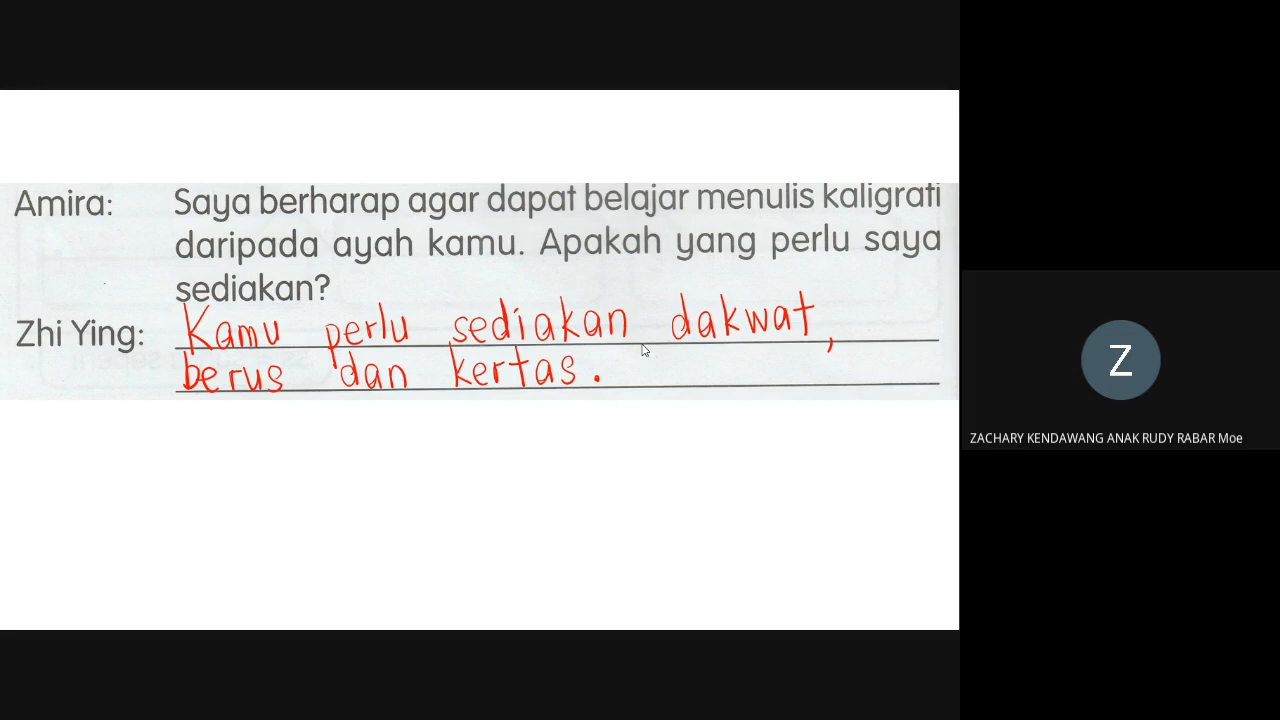 Amira: Saya berharap agar dapat belajar menulis kaligrafi
daripada ayah kamu. Apakah yang perlu saya
sediakan?
Zhi Ying: Kamu perlu sediakan dakwat,
berus dan kertas.
Z
ZACHARY KENDAWANG ANAK RUDY RABAR Moe